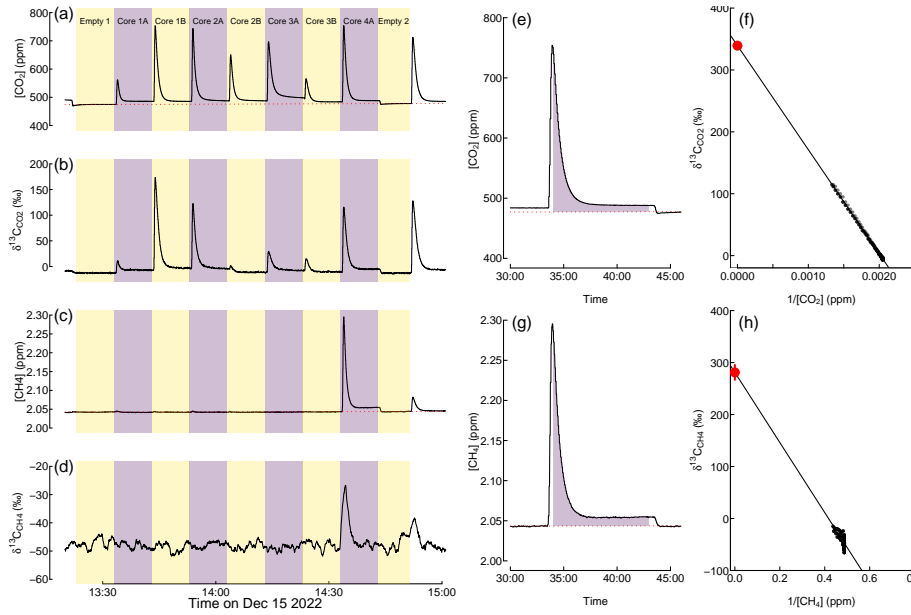 (a)
Empty 1 Core 1A Core 1B Core 2A Core 2B Core 3A Core 3B Core 4A Empty 2
[CO₂] (ppm)
800
700
600
500
400
(b)
δ¹³C_CO2 (‰)
200
150
100
50
0
(c)
[CH4] (ppm)
2.30
2.25
2.20
2.15
2.10
2.05
2.00
(d)
δ¹³C_CH4 (‰)
−20
−30
−40
−50
−60
13:30 14:00 14:30 15:00
Time on Dec 15 2022
(e)
[CO₂] (ppm)
800
700
600
500
400
30:00 35:00 40:00 45:00
Time
(f)
δ¹³C_CO2 (‰)
400
300
200
100
0
0.0000 0.0010 0.0020
1/[CO₂] (ppm)
(g)
[CH₄] (ppm)
2.30
2.25
2.20
2.15
2.10
2.05
2.00
30:00 35:00 40:00 45:00
Time
(h)
δ¹³C_CH4 (‰)
400
300
200
100
0
−100
0.0 0.2 0.4 0.6 0.8
1/[CH₄] (ppm)